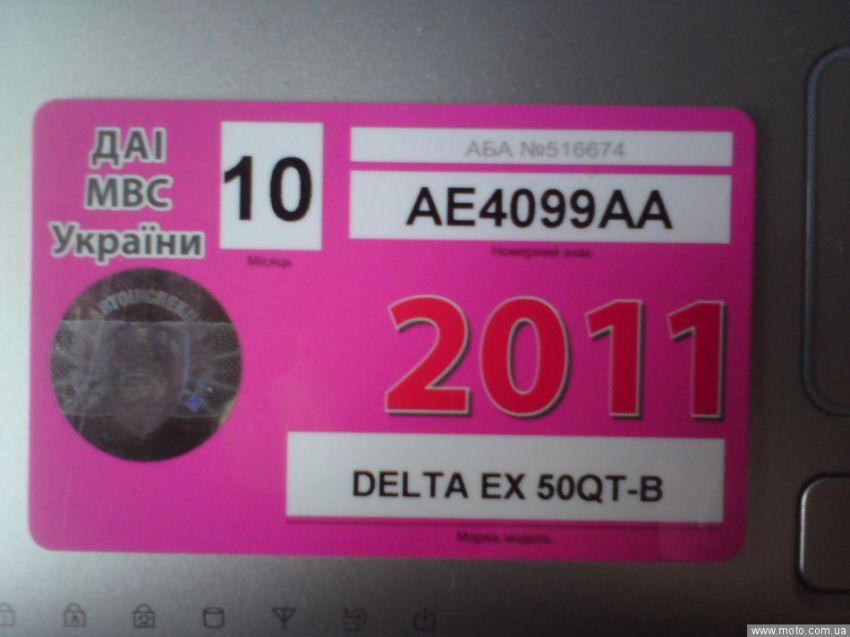 ДАІ
МВС
України
10
Місяць
АБА №516674
AE4099AA
Номерний знак
2011
DELTA EX 50QT-B
Марка, модель
www.moto.com.ua